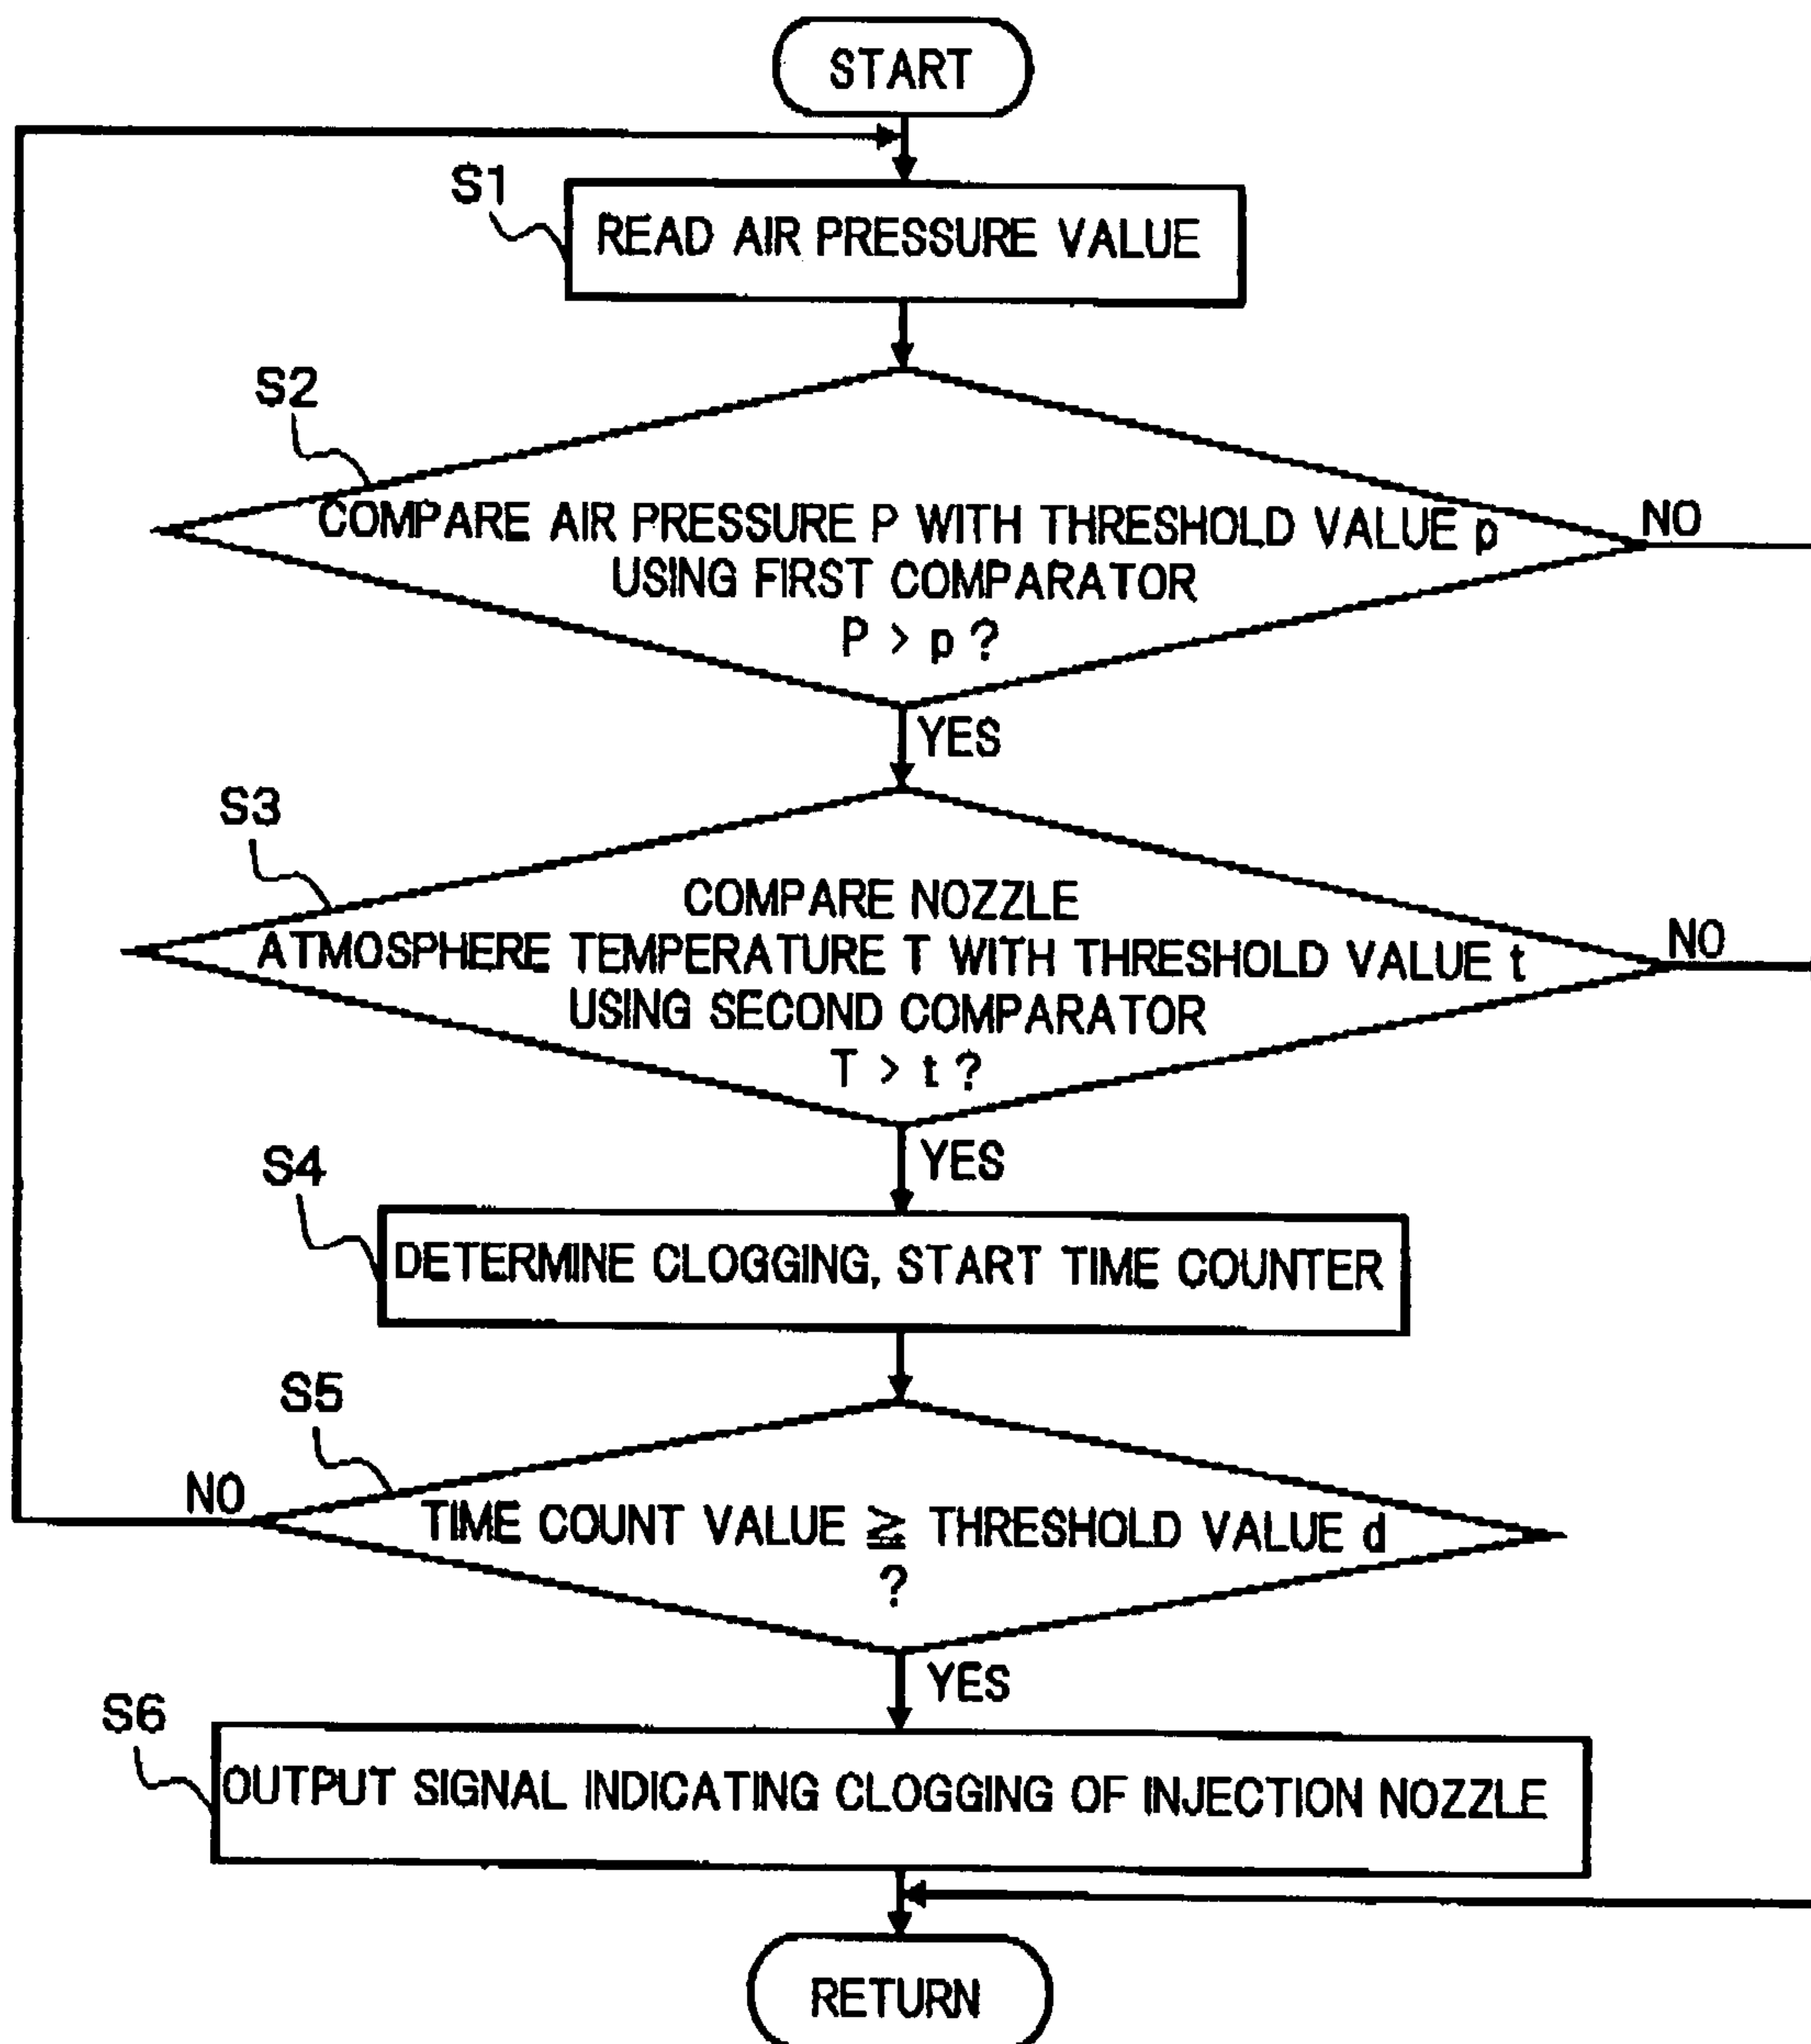 START
S1
READ AIR PRESSURE VALUE
S2
COMPARE AIR PRESSURE P WITH THRESHOLD VALUE p
USING FIRST COMPARATOR
P > p ?
NO
YES
S3
COMPARE NOZZLE
ATMOSPHERE TEMPERATURE T WITH THRESHOLD VALUE t
USING SECOND COMPARATOR
T > t ?
NO
YES
S4
DETERMINE CLOGGING, START TIME COUNTER
S5
NO
TIME COUNT VALUE ≧ THRESHOLD VALUE d
?
YES
S6
OUTPUT SIGNAL INDICATING CLOGGING OF INJECTION NOZZLE
RETURN